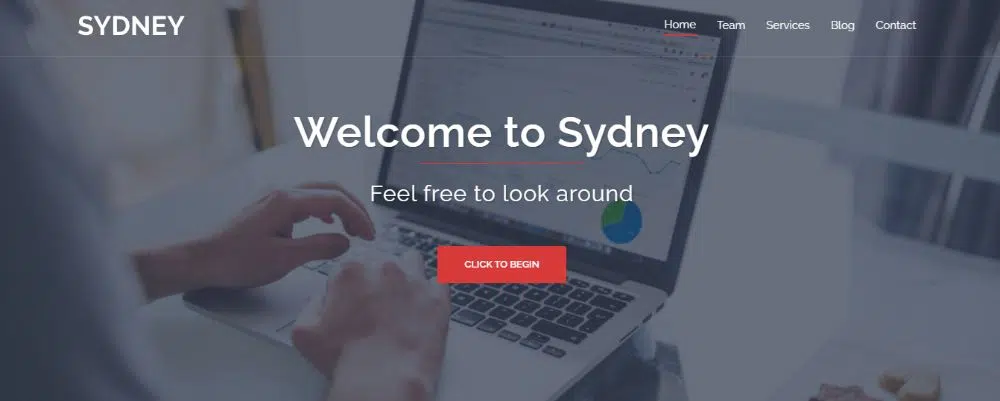 SYDNEY
Home Team Services Blog Contact
Welcome to Sydney
Feel free to look around
CLICK TO BEGIN